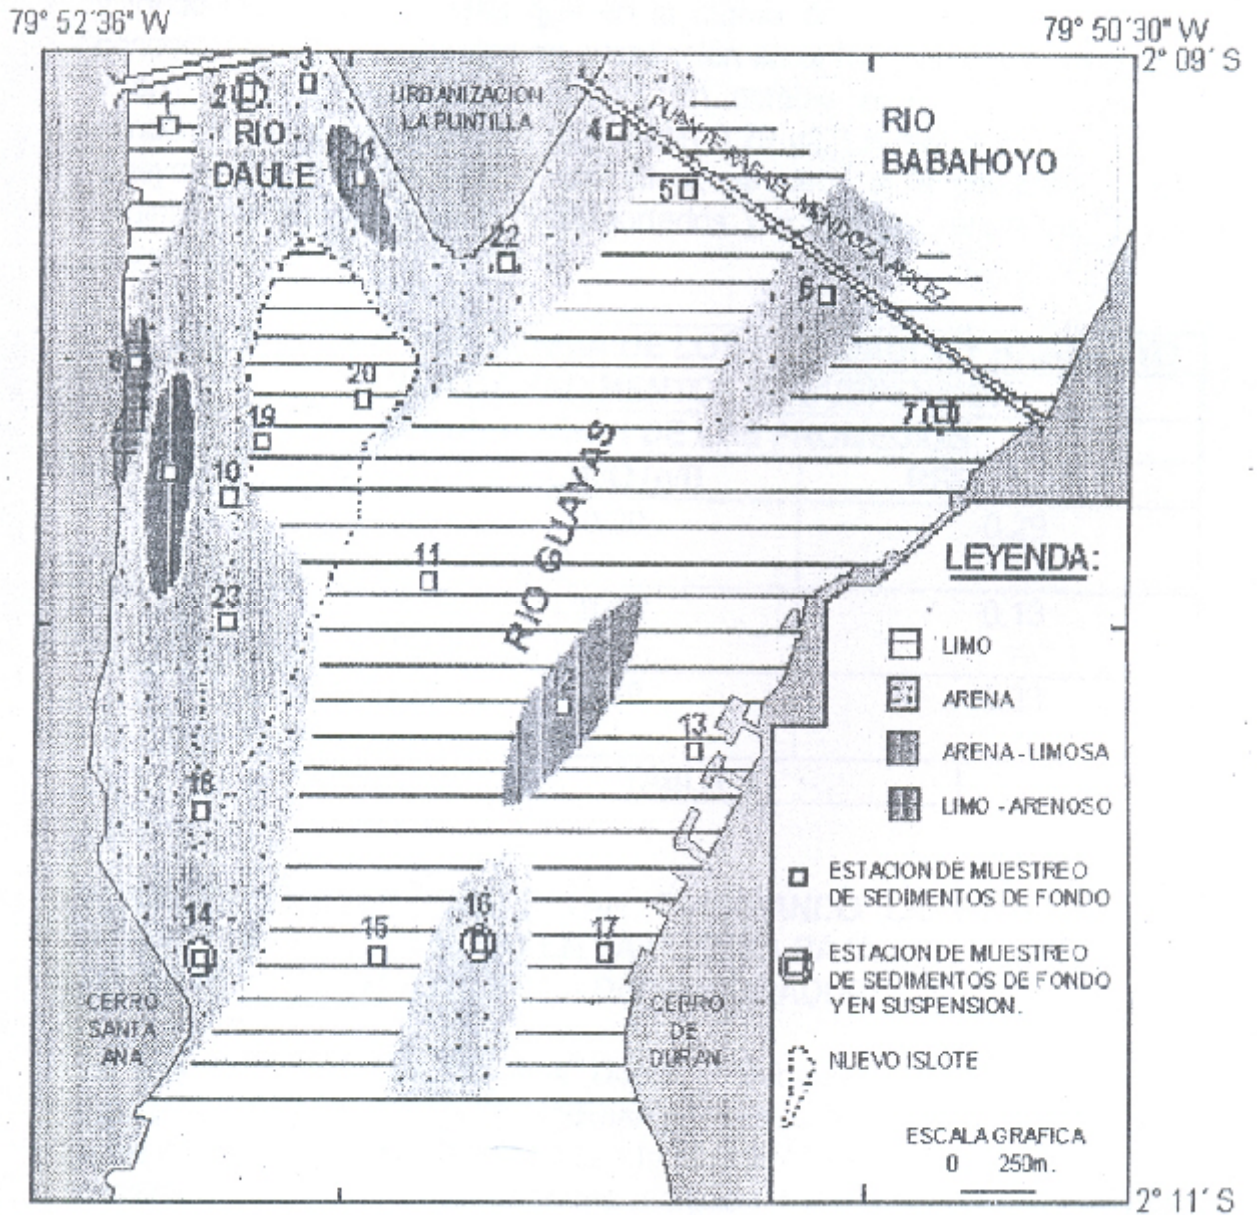 79° 52´36" W
79° 50´30" W
2° 09´ S
3
2
1
URBANIZACION
LA PUNTILLA
4
RIO
DAULE
RIO
BABAHOYO
5
22
6
20
7
19
10
RIO GUAYAS
11
23
13
18
14
15
16
17
CERRO
SANTA
ANA
CERRO
DE
DURAN
LEYENDA:
LIMO
ARENA
ARENA - LIMOSA
LIMO - ARENOSO
ESTACION DE MUESTREO
DE SEDIMENTOS DE FONDO
ESTACION DE MUESTREO
DE SEDIMENTOS DE FONDO
Y EN SUSPENSION.
NUEVO ISLOTE
ESCALA GRAFICA
0 250m.
2° 11´ S